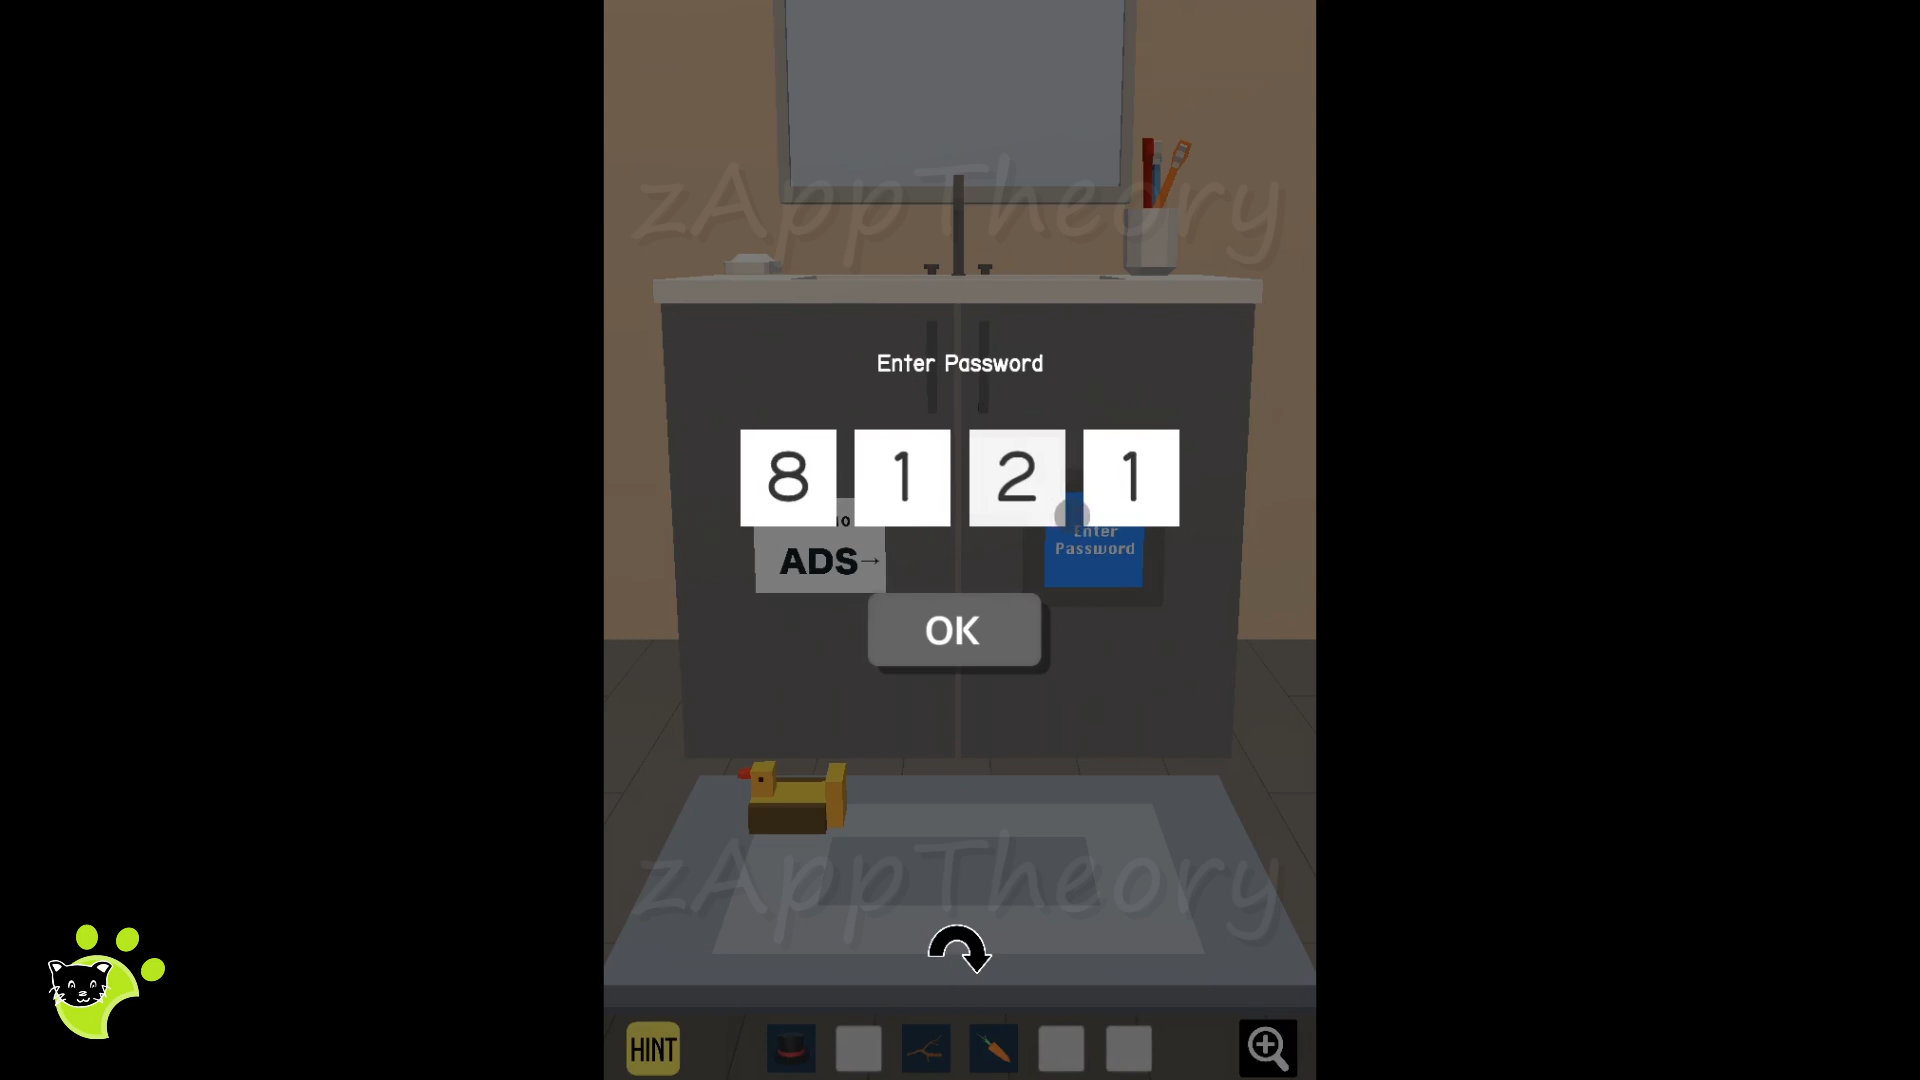 zAppTheory
Enter Password
8 1 2 1
ADS→
Enter
Password
OK
zAppTheory
HINT